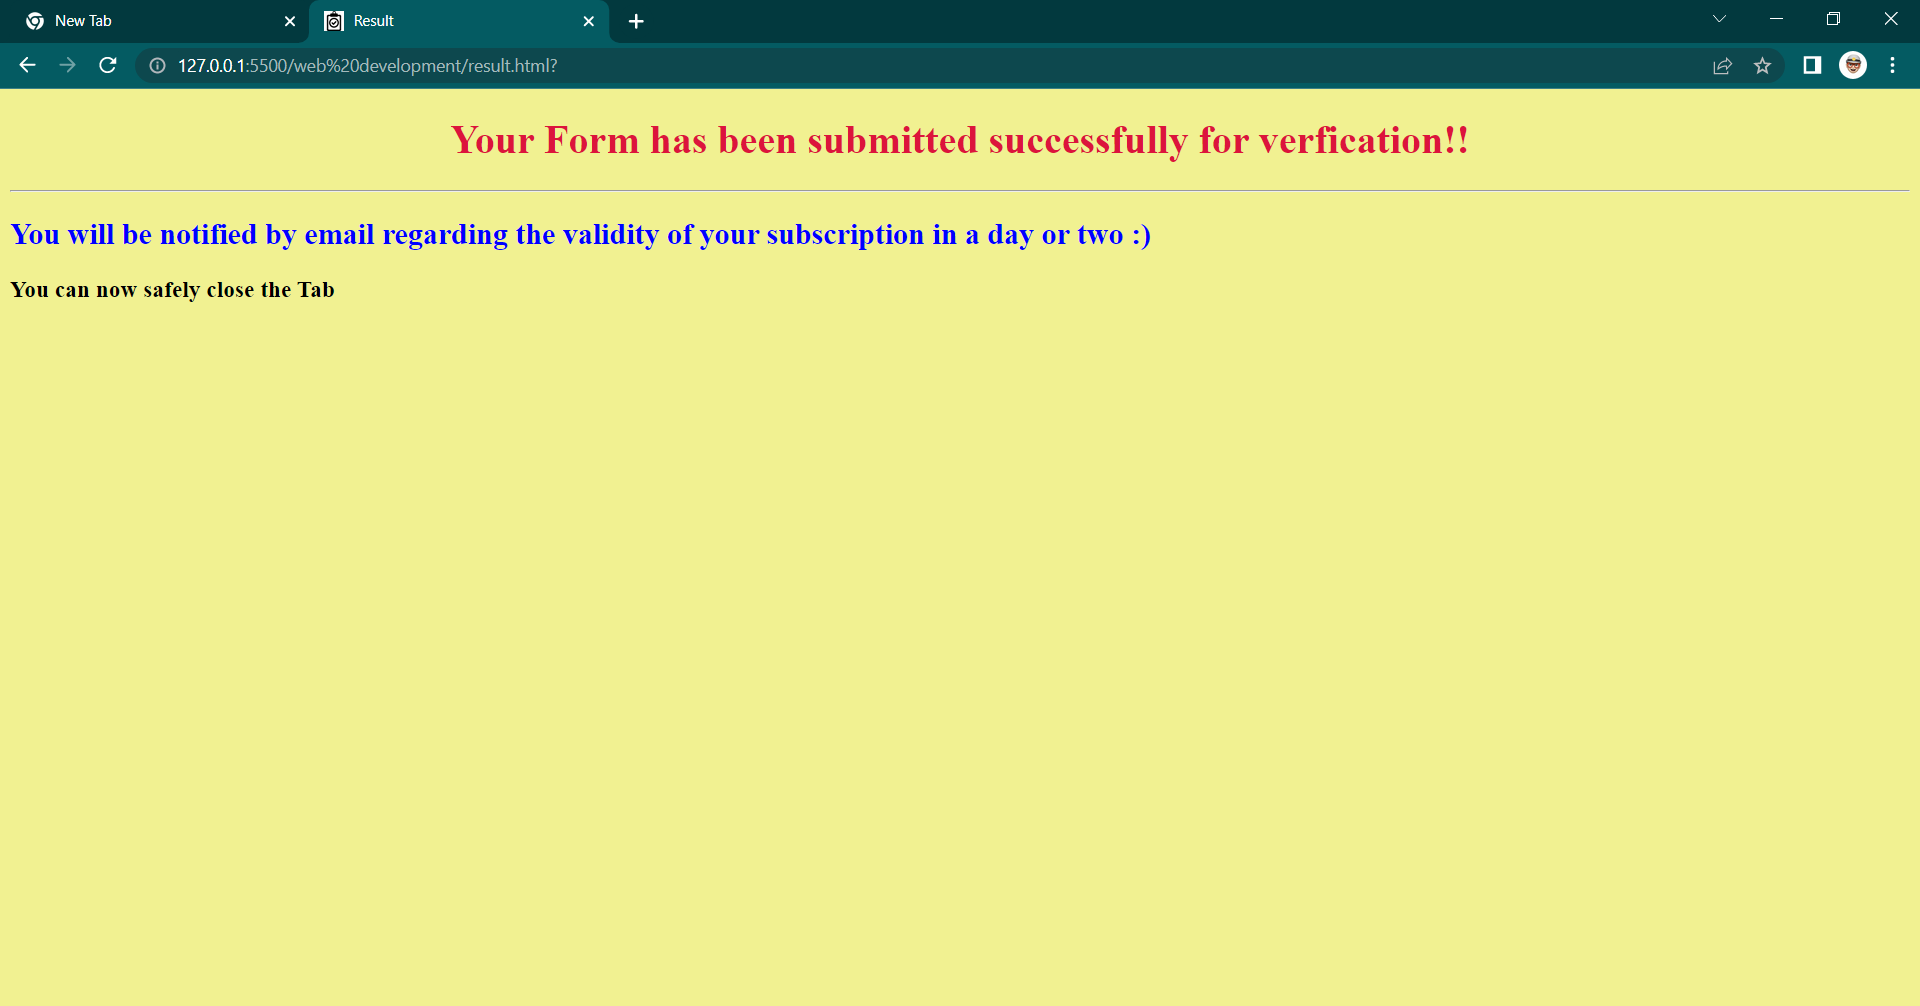 New Tab
Result
127.0.0.1:5500/web%20development/result.html?
Your Form has been submitted successfully for verfication!!
You will be notified by email regarding the validity of your subscription in a day or two :)
You can now safely close the Tab